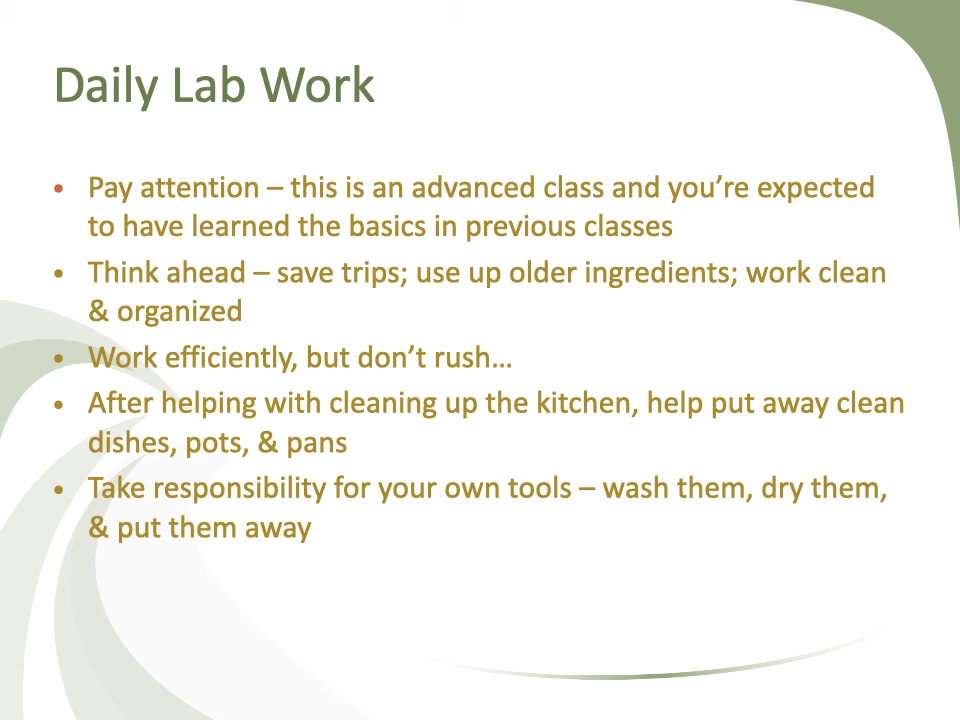 Daily Lab Work
• Pay attention – this is an advanced class and you’re expected
to have learned the basics in previous classes
• Think ahead – save trips; use up older ingredients; work clean
& organized
• Work efficiently, but don’t rush…
• After helping with cleaning up the kitchen, help put away clean
dishes, pots, & pans
• Take responsibility for your own tools – wash them, dry them,
& put them away